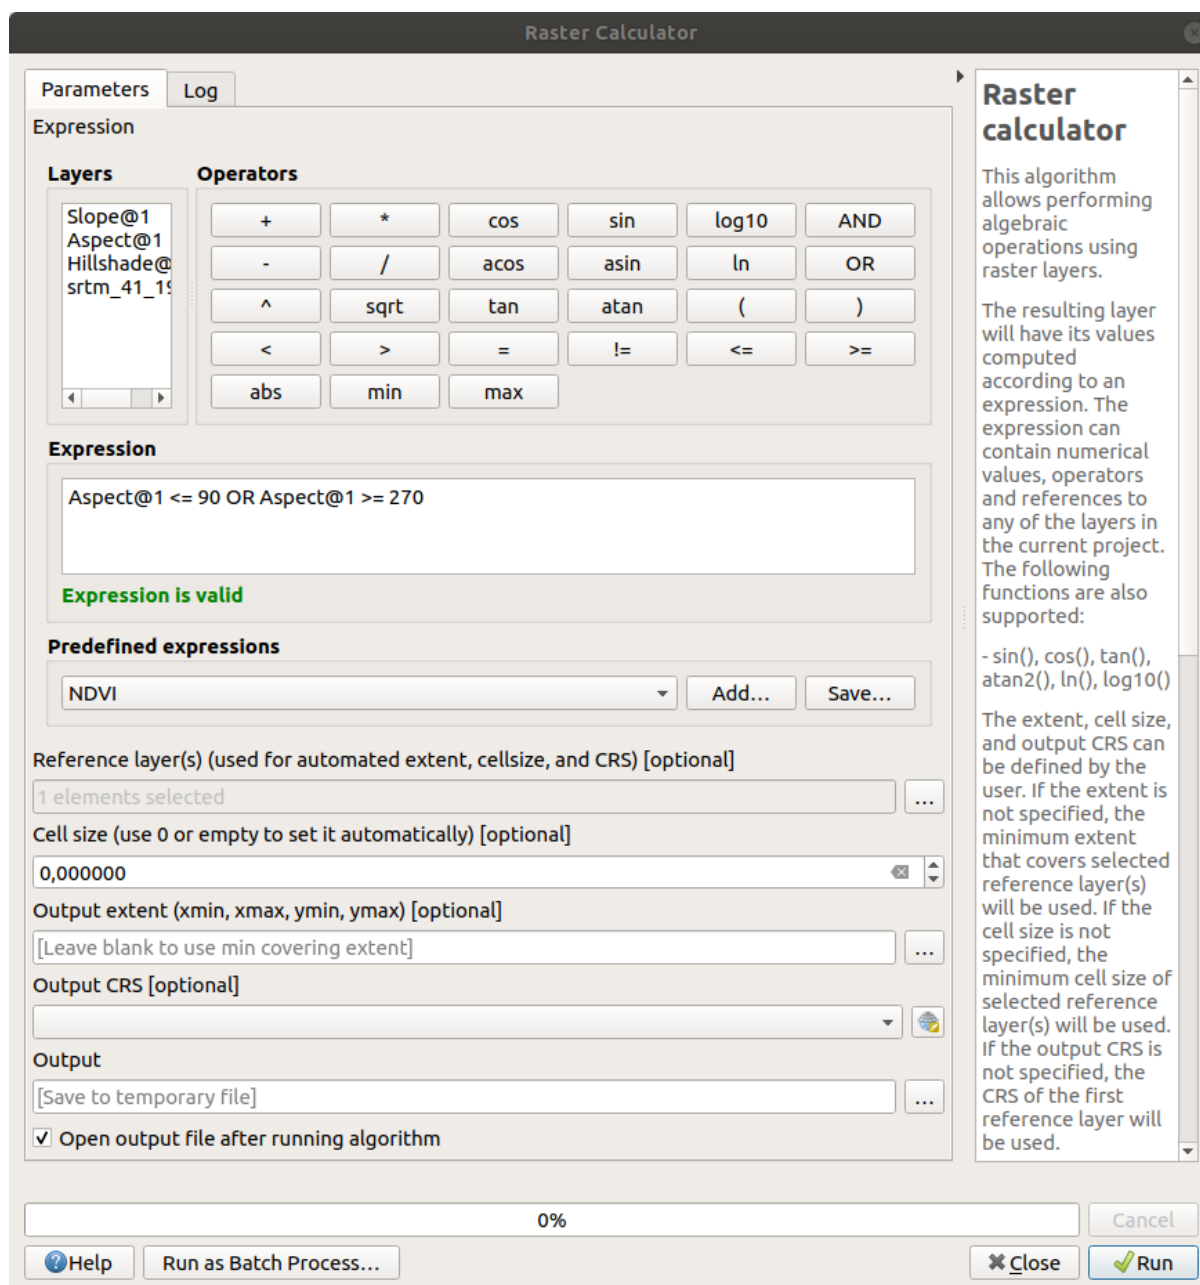 Raster Calculator
Parameters
Log
Expression
Layers
Operators
Slope@1
Aspect@1
Hillshade@
srtm_41_19
+ * cos sin log10 AND
- / acos asin ln OR
^ sqrt tan atan ( )
< > = != <= >=
abs min max
Expression
Aspect@1 <= 90 OR Aspect@1 >= 270
Expression is valid
Predefined expressions
NDVI
Add...
Save...
Reference layer(s) (used for automated extent, cellsize, and CRS) [optional]
1 elements selected
...
Cell size (use 0 or empty to set it automatically) [optional]
0,000000
Output extent (xmin, xmax, ymin, ymax) [optional]
[Leave blank to use min covering extent]
...
Output CRS [optional]
Output
[Save to temporary file]
...
Open output file after running algorithm
Raster
calculator
This algorithm
allows performing
algebraic
operations using
raster layers.
The resulting layer
will have its values
computed
according to an
expression. The
expression can
contain numerical
values, operators
and references to
any of the layers in
the current project.
The following
functions are also
supported:
- sin(), cos(), tan(),
atan2(), ln(), log10()
The extent, cell size,
and output CRS can
be defined by the
user. If the extent is
not specified, the
minimum extent
that covers selected
reference layer(s)
will be used. If the
cell size is not
specified, the
minimum cell size of
selected reference
layer(s) will be used.
If the output CRS is
not specified, the
CRS of the first
reference layer will
be used.
0%
Cancel
Help
Run as Batch Process...
Close
Run